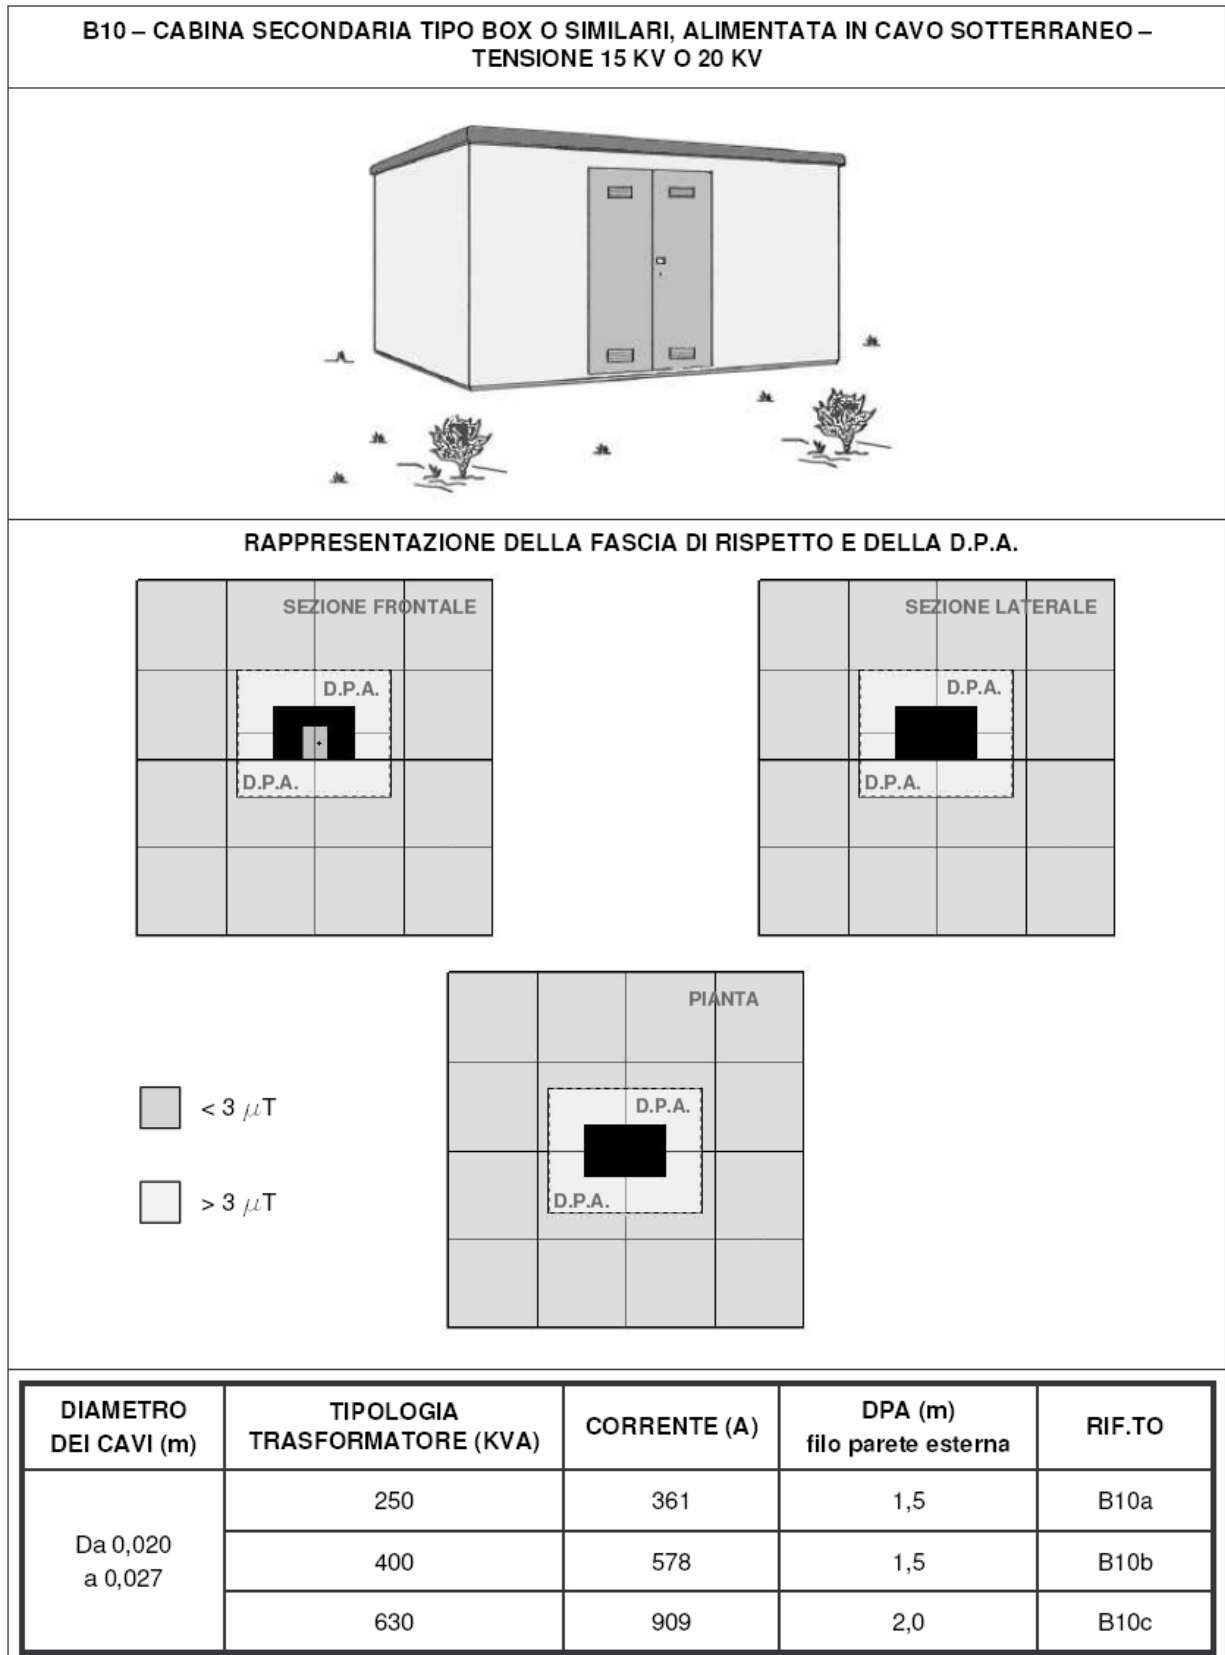 B10 – CABINA SECONDARIA TIPO BOX O SIMILARI, ALIMENTATA IN CAVO SOTTERRANEO –
TENSIONE 15 KV O 20 KV
RAPPRESENTAZIONE DELLA FASCIA DI RISPETTO E DELLA D.P.A.
SEZIONE FRONTALE
D.P.A.
D.P.A.
SEZIONE LATERALE
D.P.A.
D.P.A.
PIANTA
D.P.A.
D.P.A.
< 3 μT
> 3 μT
DIAMETRO
DEI CAVI (m)
TIPOLOGIA
TRASFORMATORE (KVA)
CORRENTE (A)
DPA (m)
filo parete esterna
RIF.TO
Da 0,020
a 0,027
250 361 1,5 B10a
400 578 1,5 B10b
630 909 2,0 B10c